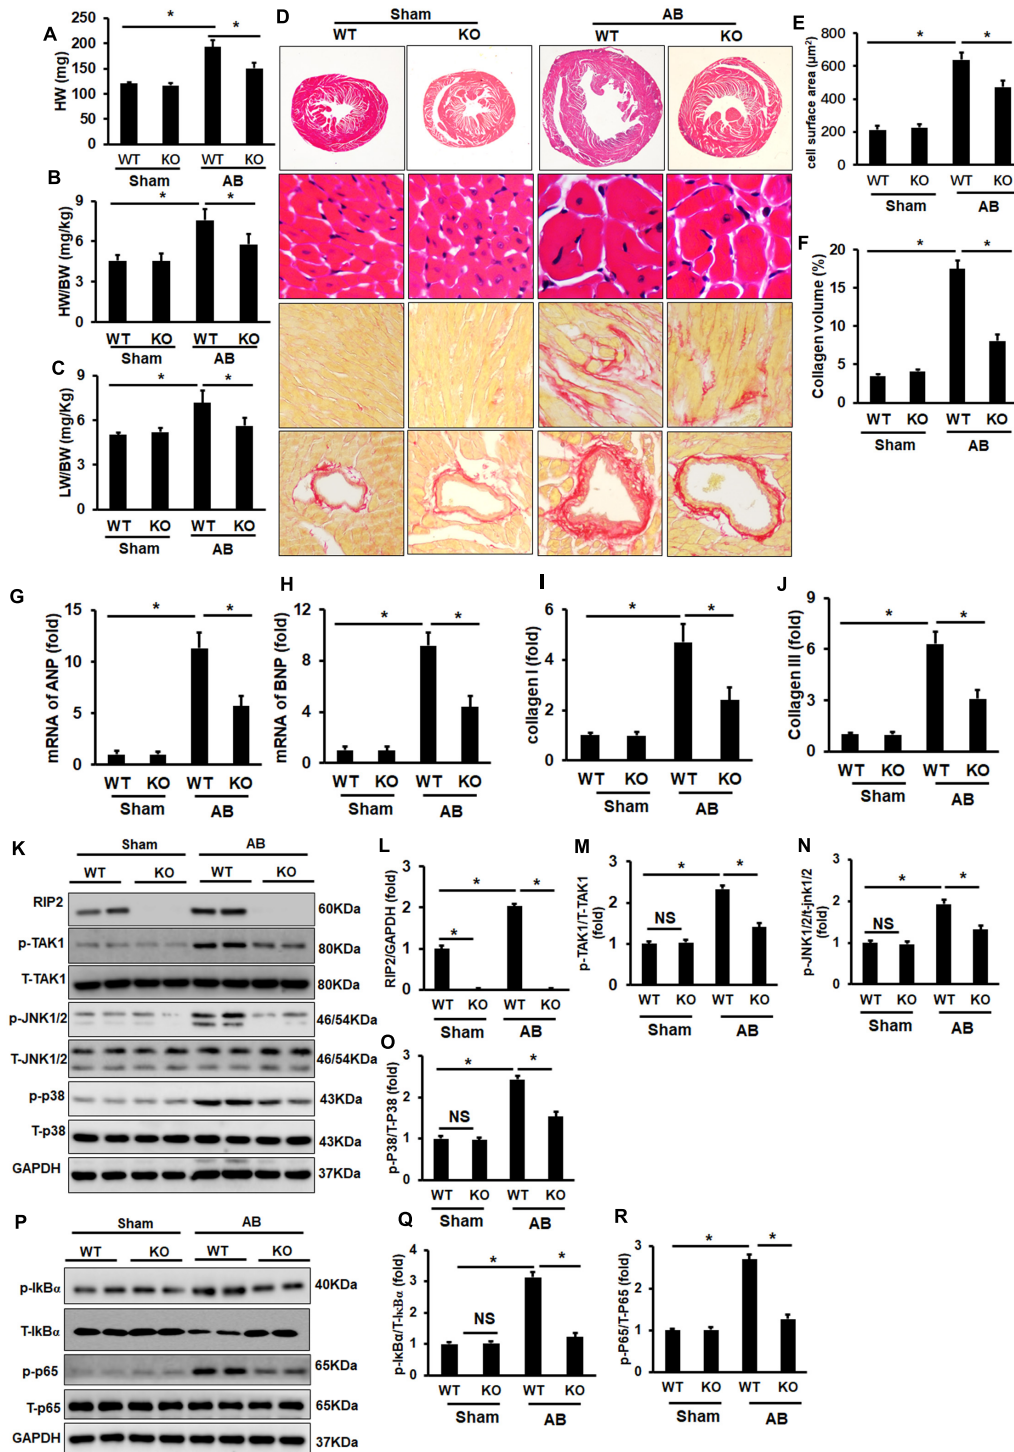 A
HW (mg)
250
200
150
100
50
0
*
*
WT KO WT KO
Sham AB
B
HW/BW (mg/Kg)
9
6
3
0
*
*
WT KO WT KO
Sham AB
C
LW/BW (mg/Kg)
9
6
3
0
*
*
WT KO WT KO
Sham AB
D
Sham AB
WT KO WT KO
E
cell surface area (μm²)
800
600
400
200
0
*
*
WT KO WT KO
Sham AB
F
Collagen volume (%)
20
15
10
5
0
*
*
WT KO WT KO
Sham AB
G
mRNA of ANP (fold)
15
10
5
0
*
*
WT KO WT KO
Sham AB
H
mRNA of BNP (fold)
12
8
4
0
*
*
WT KO WT KO
Sham AB
I
collagen I (fold)
6
4
2
0
*
*
WT KO WT KO
Sham AB
J
Collagen III (fold)
9
6
3
0
*
*
WT KO WT KO
Sham AB
K
Sham AB
WT KO WT KO
RIP2 60KDa
p-TAK1 80KDa
T-TAK1 80KDa
p-JNK1/2 46/54KDa
T-JNK1/2 46/54KDa
p-p38 43KDa
T-p38 43KDa
GAPDH 37KDa
L
RIP2/GAPDH (fold)
3
2
1
0
*
*
*
WT KO WT KO
Sham AB
M
p-TAK1/T-TAK1
(fold)
3
2
1
0
*
*
NS
WT KO WT KO
Sham AB
N
p-JNK1/2/t-jnk1/2
(fold)
3
2
1
0
*
*
NS
WT KO WT KO
Sham AB
O
p-P38/T-P38 (fold)
3
2
1
0
*
*
NS
WT KO WT KO
Sham AB
P
Sham AB
WT KO WT KO
p-IkBα 40KDa
T-IkBα
p-p65 65KDa
T-p65 65KDa
GAPDH 37KDa
Q
p-IkBα/T-IκBα (fold)
4
3
2
1
0
*
*
NS
WT KO WT KO
Sham AB
R
p-P65/T-P65 (fold)
3
2
1
0
*
*
WT KO WT KO
Sham AB